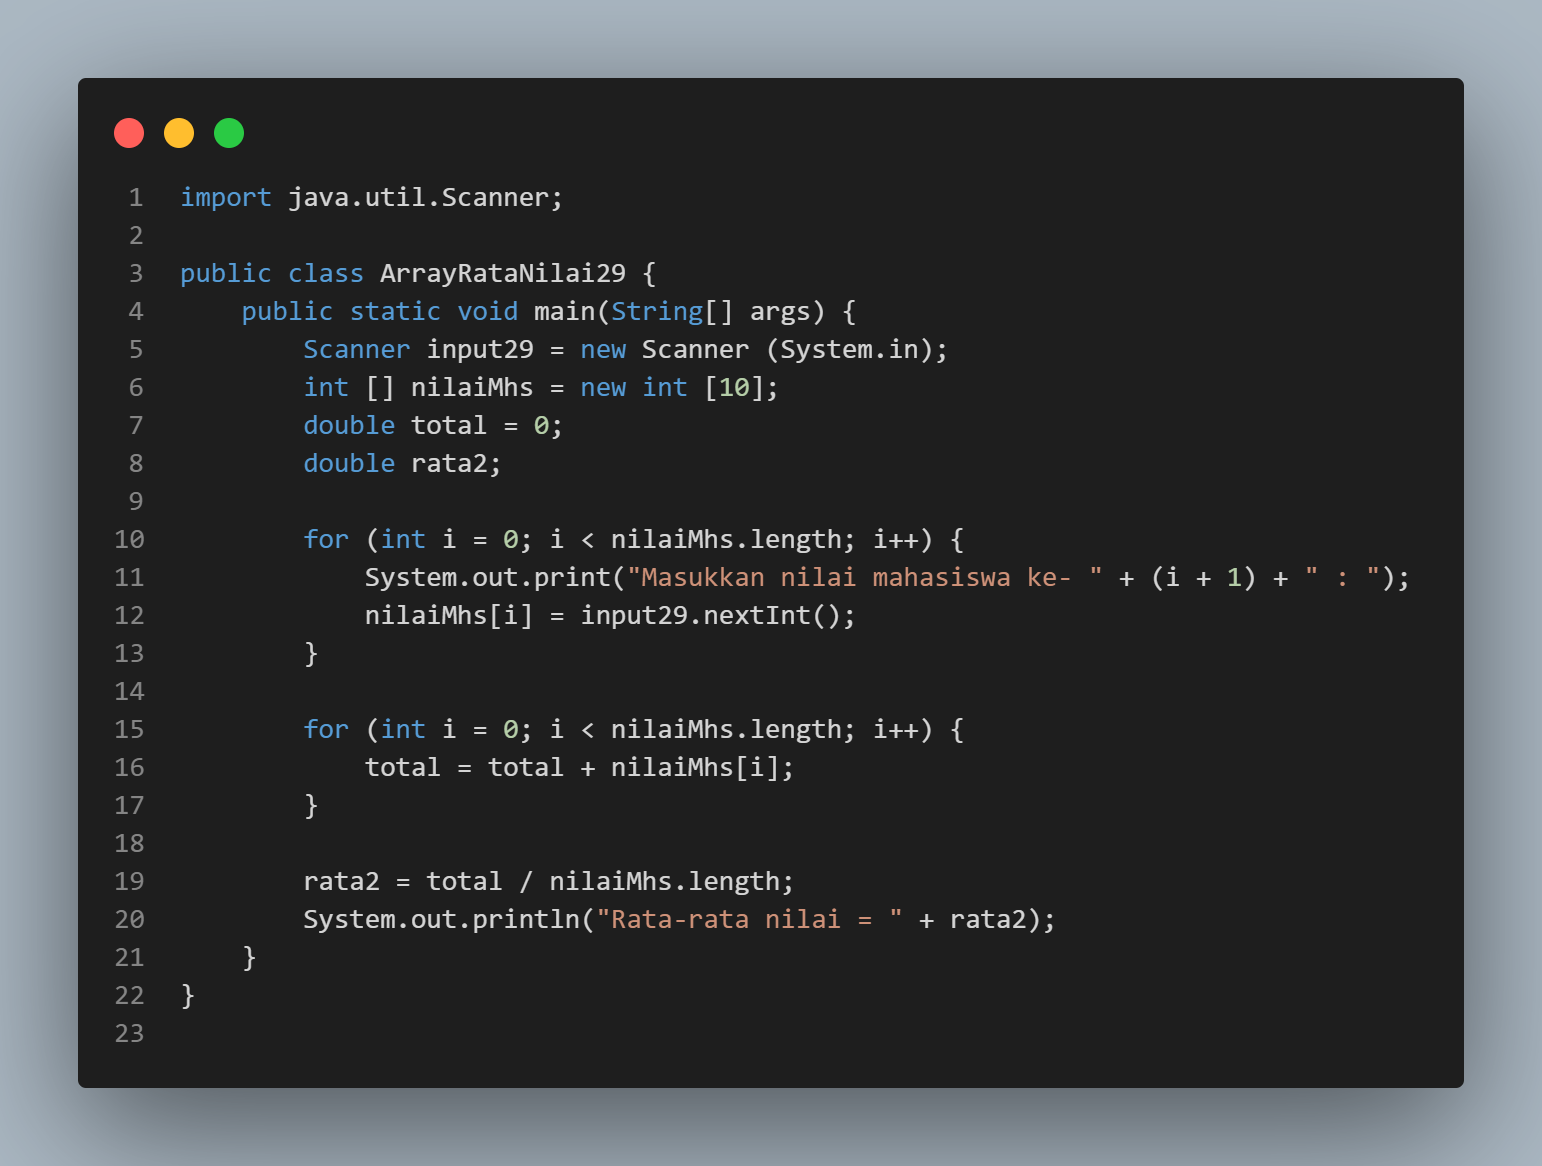 1 import java.util.Scanner;
2
3 public class ArrayRataNilai29 {
4     public static void main(String[] args) {
5         Scanner input29 = new Scanner (System.in);
6         int [] nilaiMhs = new int [10];
7         double total = 0;
8         double rata2;
9
10         for (int i = 0; i < nilaiMhs.length; i++) {
11             System.out.print("Masukkan nilai mahasiswa ke- " + (i + 1) + " : ");
12             nilaiMhs[i] = input29.nextInt();
13         }
14
15         for (int i = 0; i < nilaiMhs.length; i++) {
16             total = total + nilaiMhs[i];
17         }
18
19         rata2 = total / nilaiMhs.length;
20         System.out.println("Rata-rata nilai = " + rata2);
21     }
22 }
23